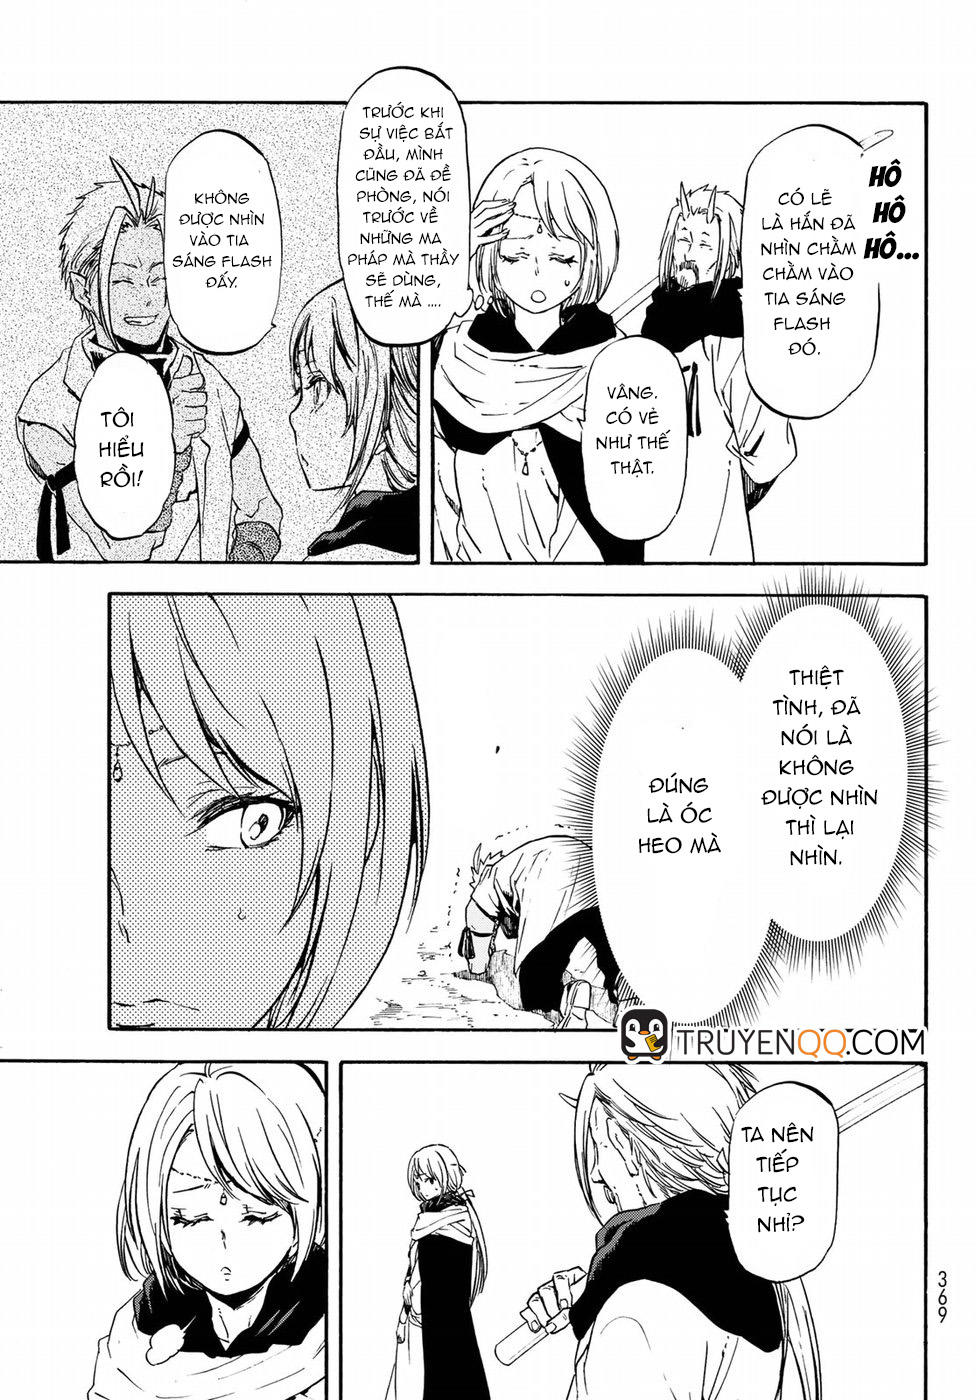 HÔ
HÔ
HÔ...
CÓ LẼ
LÀ HẮN ĐÃ
NHÌN CHẰM
CHẰM VÀO
TIA SÁNG
FLASH
ĐÓ.
VÂNG.
CÓ VẺ
NHƯ THẾ
THẬT.
TRƯỚC KHI
SỰ VIỆC BẮT
ĐẦU, MÌNH
CŨNG ĐÃ ĐỀ
PHÒNG, NÓI
TRƯỚC VỀ
NHỮNG MA
PHÁP MÀ THẦY
SẼ DÙNG,
THẾ MÀ ....
KHÔNG
ĐƯỢC NHÌN
VÀO TIA
SÁNG FLASH
ĐẤY.
TÔI
HIỂU
RỒI!
THIỆT
TÌNH, ĐÃ
NÓI LÀ
KHÔNG
ĐƯỢC NHÌN
THÌ LẠI
NHÌN.
ĐÚNG
LÀ ÓC
HEO MÀ
TRUYENQQ.COM
TA NÊN
TIẾP
TỤC
NHỈ?
369